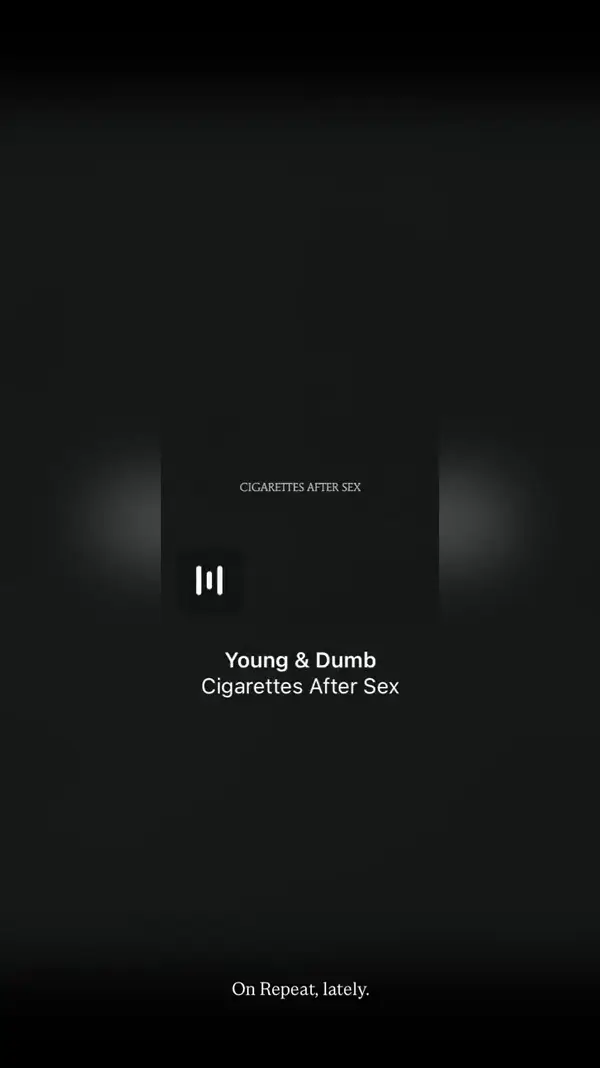 CIGARETTES AFTER SEX
Young & Dumb
Cigarettes After Sex
On Repeat, lately.